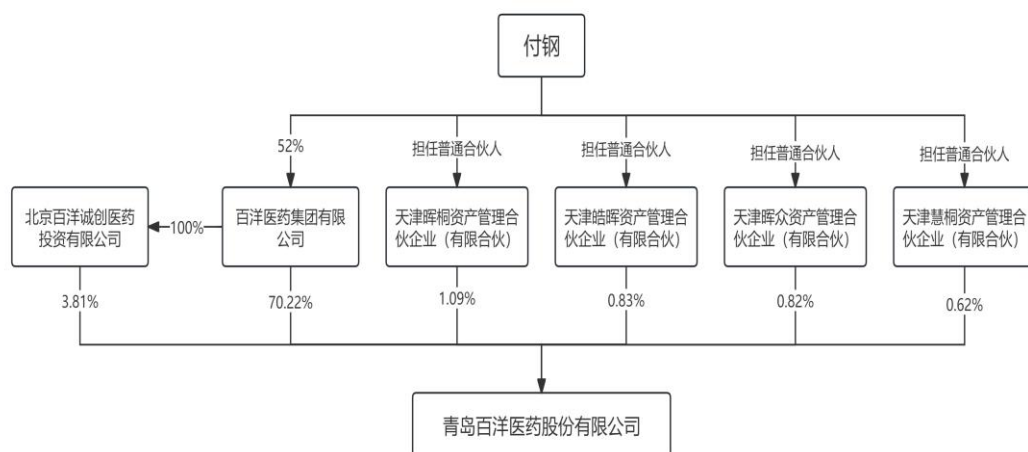 付钢
52%
担任普通合伙人
担任普通合伙人
担任普通合伙人
担任普通合伙人
北京百洋诚创医药
投资有限公司
100%
百洋医药集团有限
公司
天津晖桐资产管理合
伙企业（有限合伙）
天津皓晖资产管理合
伙企业（有限合伙）
天津晖众资产管理合
伙企业（有限合伙）
天津慧桐资产管理合
伙企业（有限合伙）
3.81%
70.22%
1.09%
0.83%
0.82%
0.62%
青岛百洋医药股份有限公司